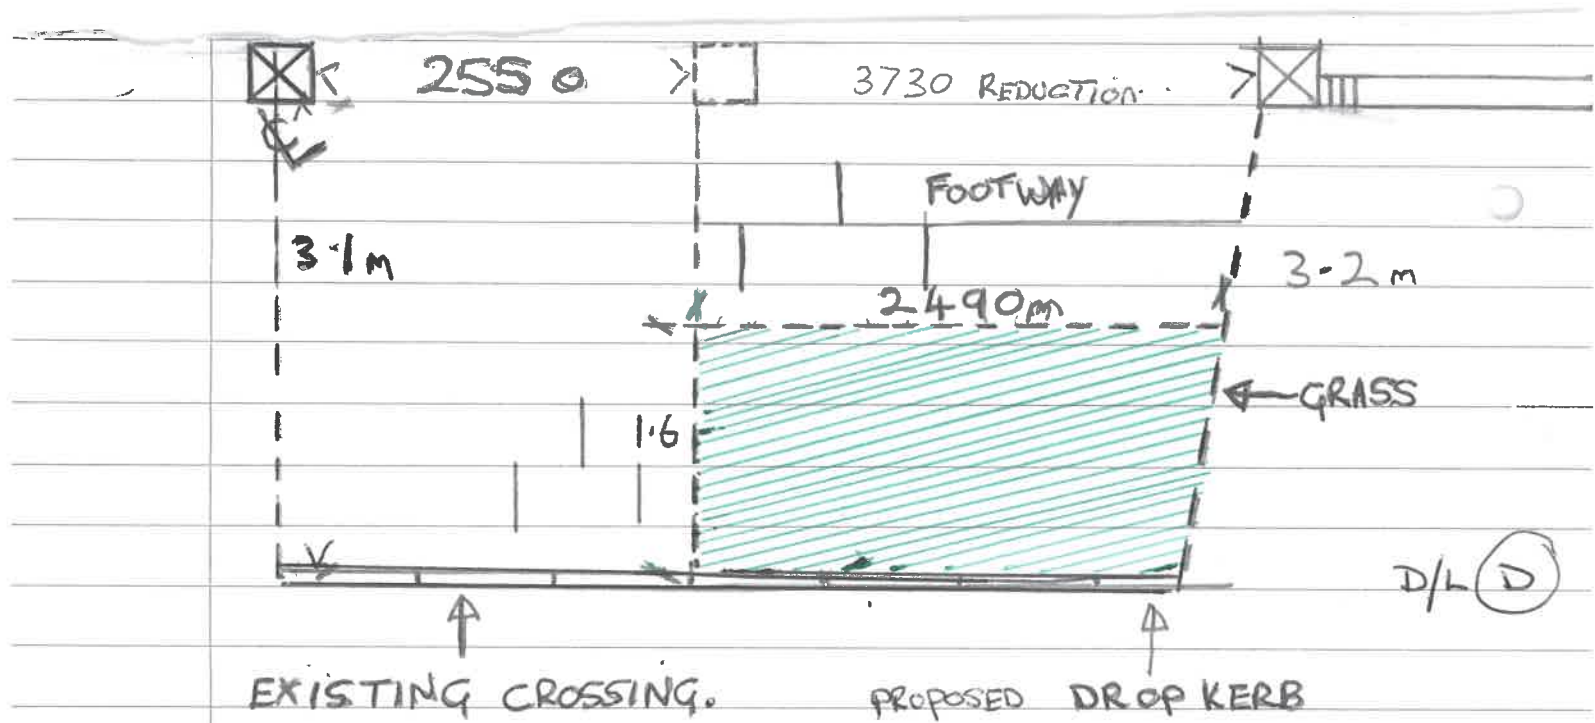 2550
3730 REDUCTION.
FOOTWAY
3.1m
3.2m
2490m
GRASS
1.6
D/L D
EXISTING CROSSING.
PROPOSED DROP KERB